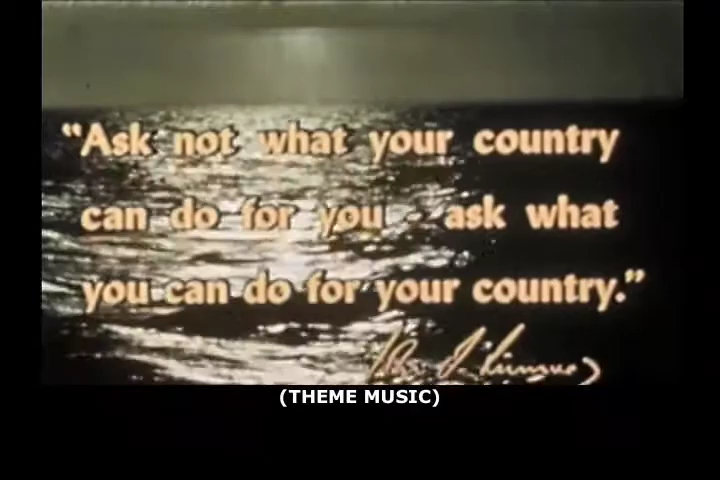 “Ask not what your country
can do for you - ask what
you can do for your country.”
(THEME MUSIC)